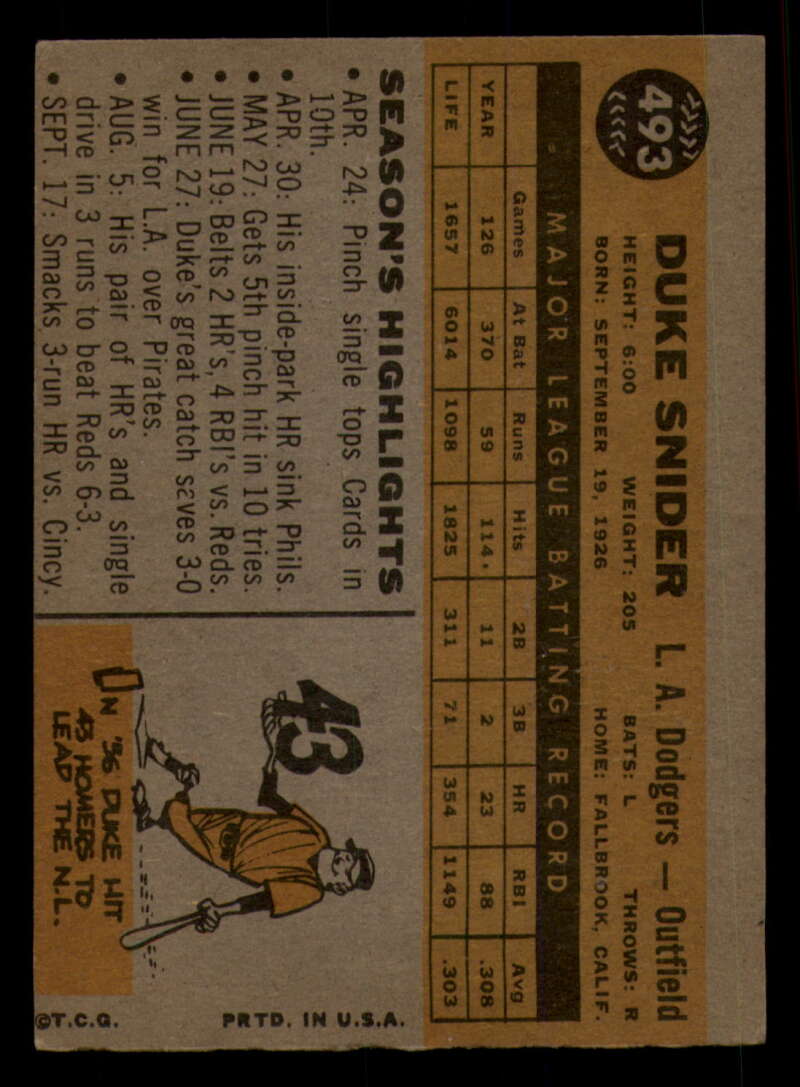 493
DUKE SNIDER L. A. Dodgers — Outfield
HEIGHT: 6:00 WEIGHT: 205 BATS: L THROWS: R
BORN: SEPTEMBER 19, 1926 HOME: FALLBROOK, CALIF.
MAJOR LEAGUE BATTING RECORD
Games At Bat Runs Hits 2B 3B HR RBI Avg
YEAR 126 370 59 114 11 2 23 88 .308
LIFE 1657 6014 1098 1825 311 71 354 1149 .303
SEASON'S HIGHLIGHTS
• APR. 24: Pinch single tops Cards in
10th.
• APR. 30: His inside-park HR sink Phils.
• MAY 27: Gets 5th pinch hit in 10 tries.
• JUNE 19: Belts 2 HR's, 4 RBI's vs. Reds.
• JUNE 27: Duke's great catch saves 3-0
win for L.A. over Pirates.
• AUG. 5: His pair of HR's and single
drive in 3 runs to beat Reds 6-3.
• SEPT. 17: Smacks 3-run HR vs. Cincy.
43
IN '56 DUKE HIT
43 HOMERS TO
LEAD THE N.L.
©T.C.G. PRTD. IN U.S.A.